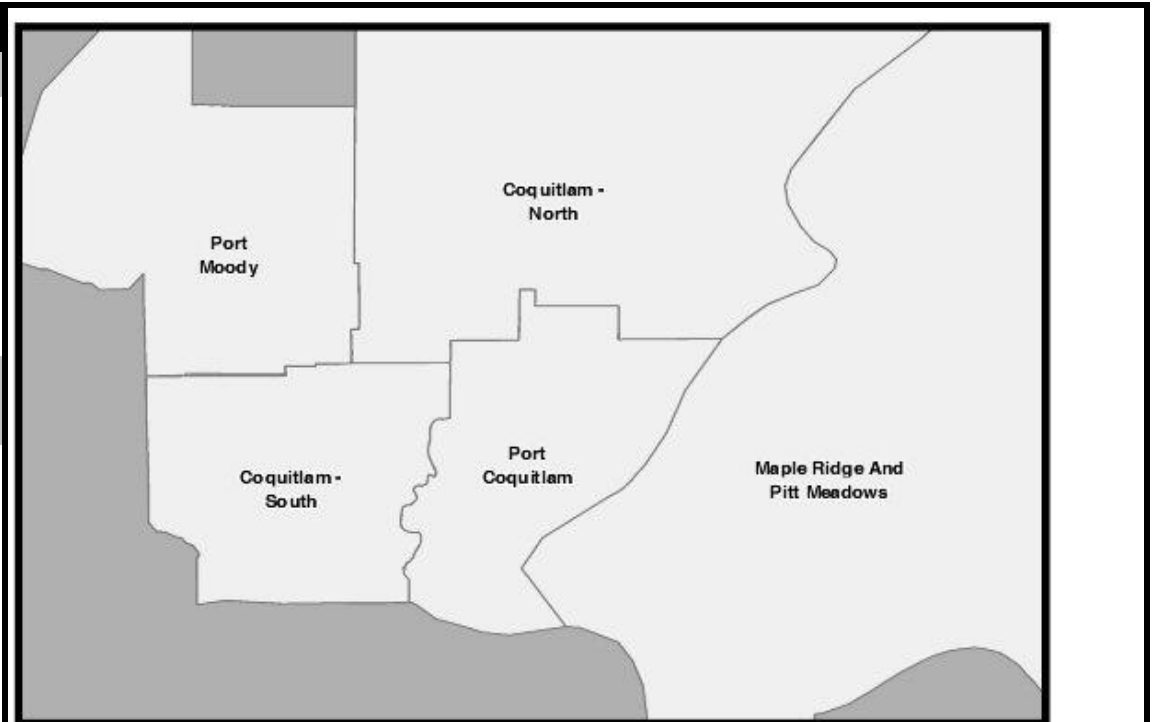 Coquitlam -
North
Port
Moody
Port
Coquitlam
Maple Ridge And
Pitt Meadows
Coquitlam -
South